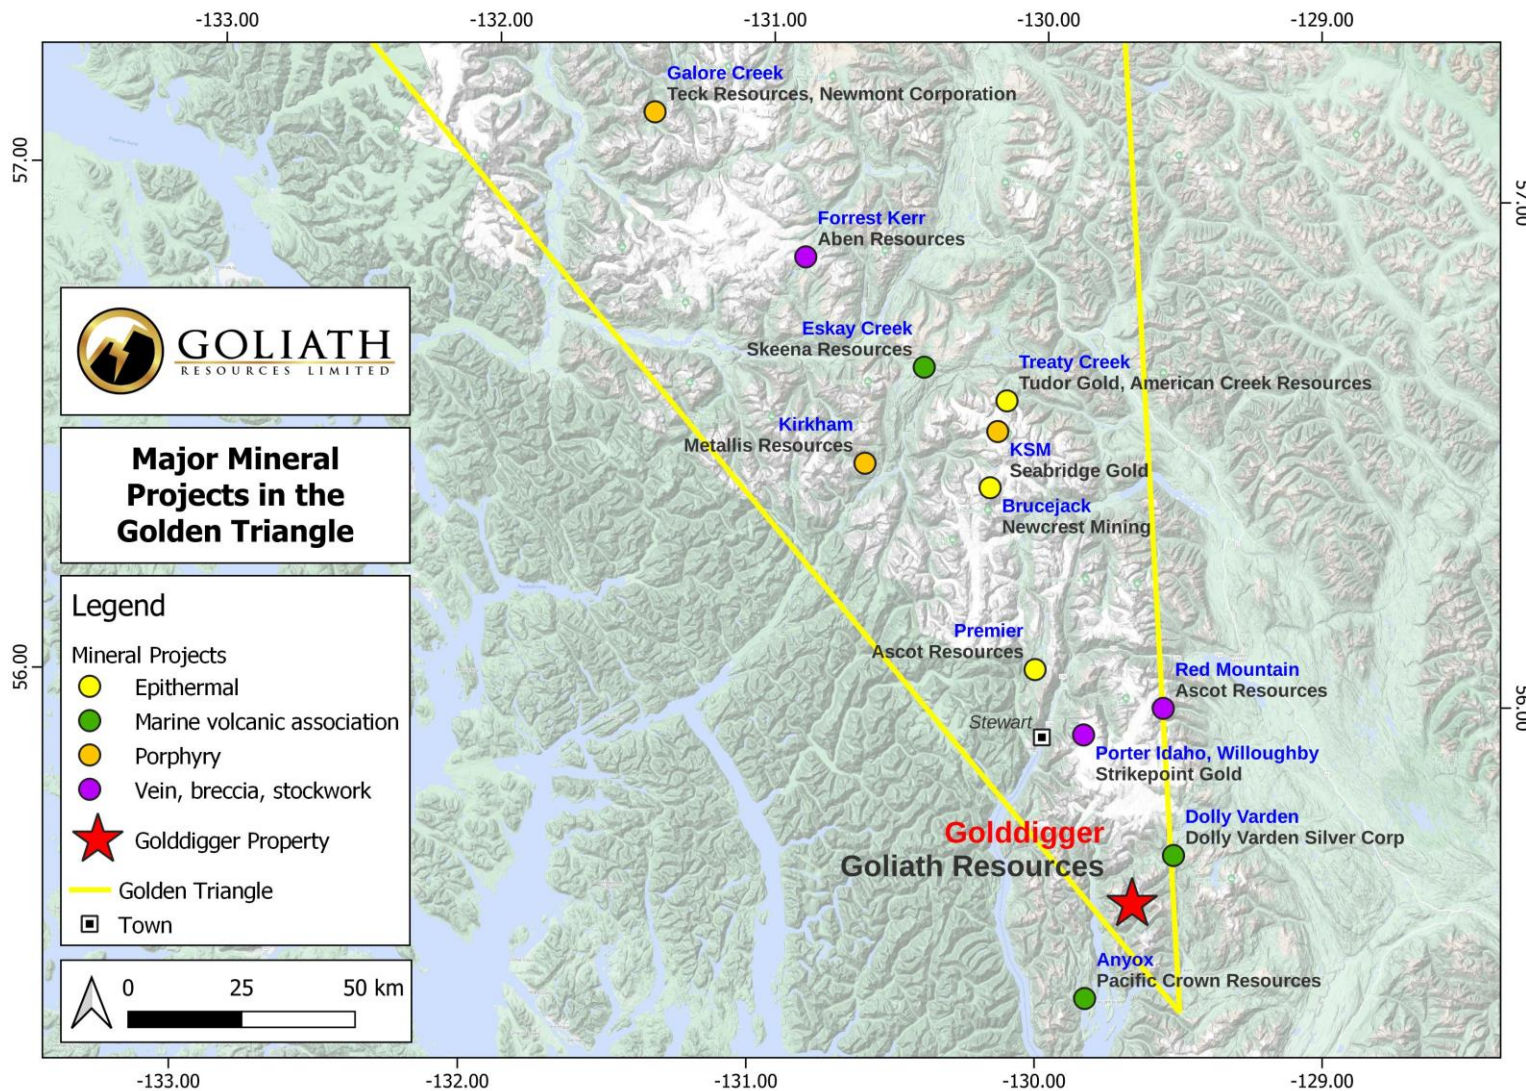 -133.00
-132.00
-131.00
-130.00
-129.00
Galore Creek
Teck Resources, Newmont Corporation
57.00
57.00
Forrest Kerr
Aben Resources
GOLIATH
RESOURCES LIMITED
Eskay Creek
Skeena Resources
Treaty Creek
Tudor Gold, American Creek Resources
Kirkham
Metallis Resources
KSM
Seabridge Gold
Brucejack
Newcrest Mining
Major Mineral
Projects in the
Golden Triangle
Legend
Mineral Projects
Epithermal
Marine volcanic association
Porphyry
Vein, breccia, stockwork
Golddigger Property
Golden Triangle
Town
56.00
56.00
Premier
Ascot Resources
Red Mountain
Ascot Resources
Stewart
Porter Idaho, Willoughby
Strikepoint Gold
Dolly Varden
Dolly Varden Silver Corp
Golddigger
Goliath Resources
Anyox
Pacific Crown Resources
0 25 50 km
-133.00
-132.00
-131.00
-130.00
-129.00